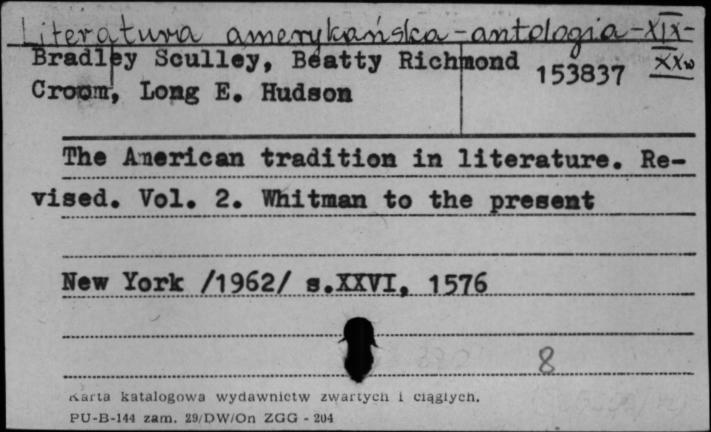 Literatura amerykańska - antologia - XIX-
XXw
Bradley Sculley, Beatty Richmond
153837
Croom, Long E. Hudson
The American tradition in literature. Re-
vised. Vol. 2. Whitman to the present
New York /1962/ s.XXVI, 1576
8
Karta katalogowa wydawnictw zwartych i ciągłych.
PU-B-144 zam. 29/DW/On ZGG - 204